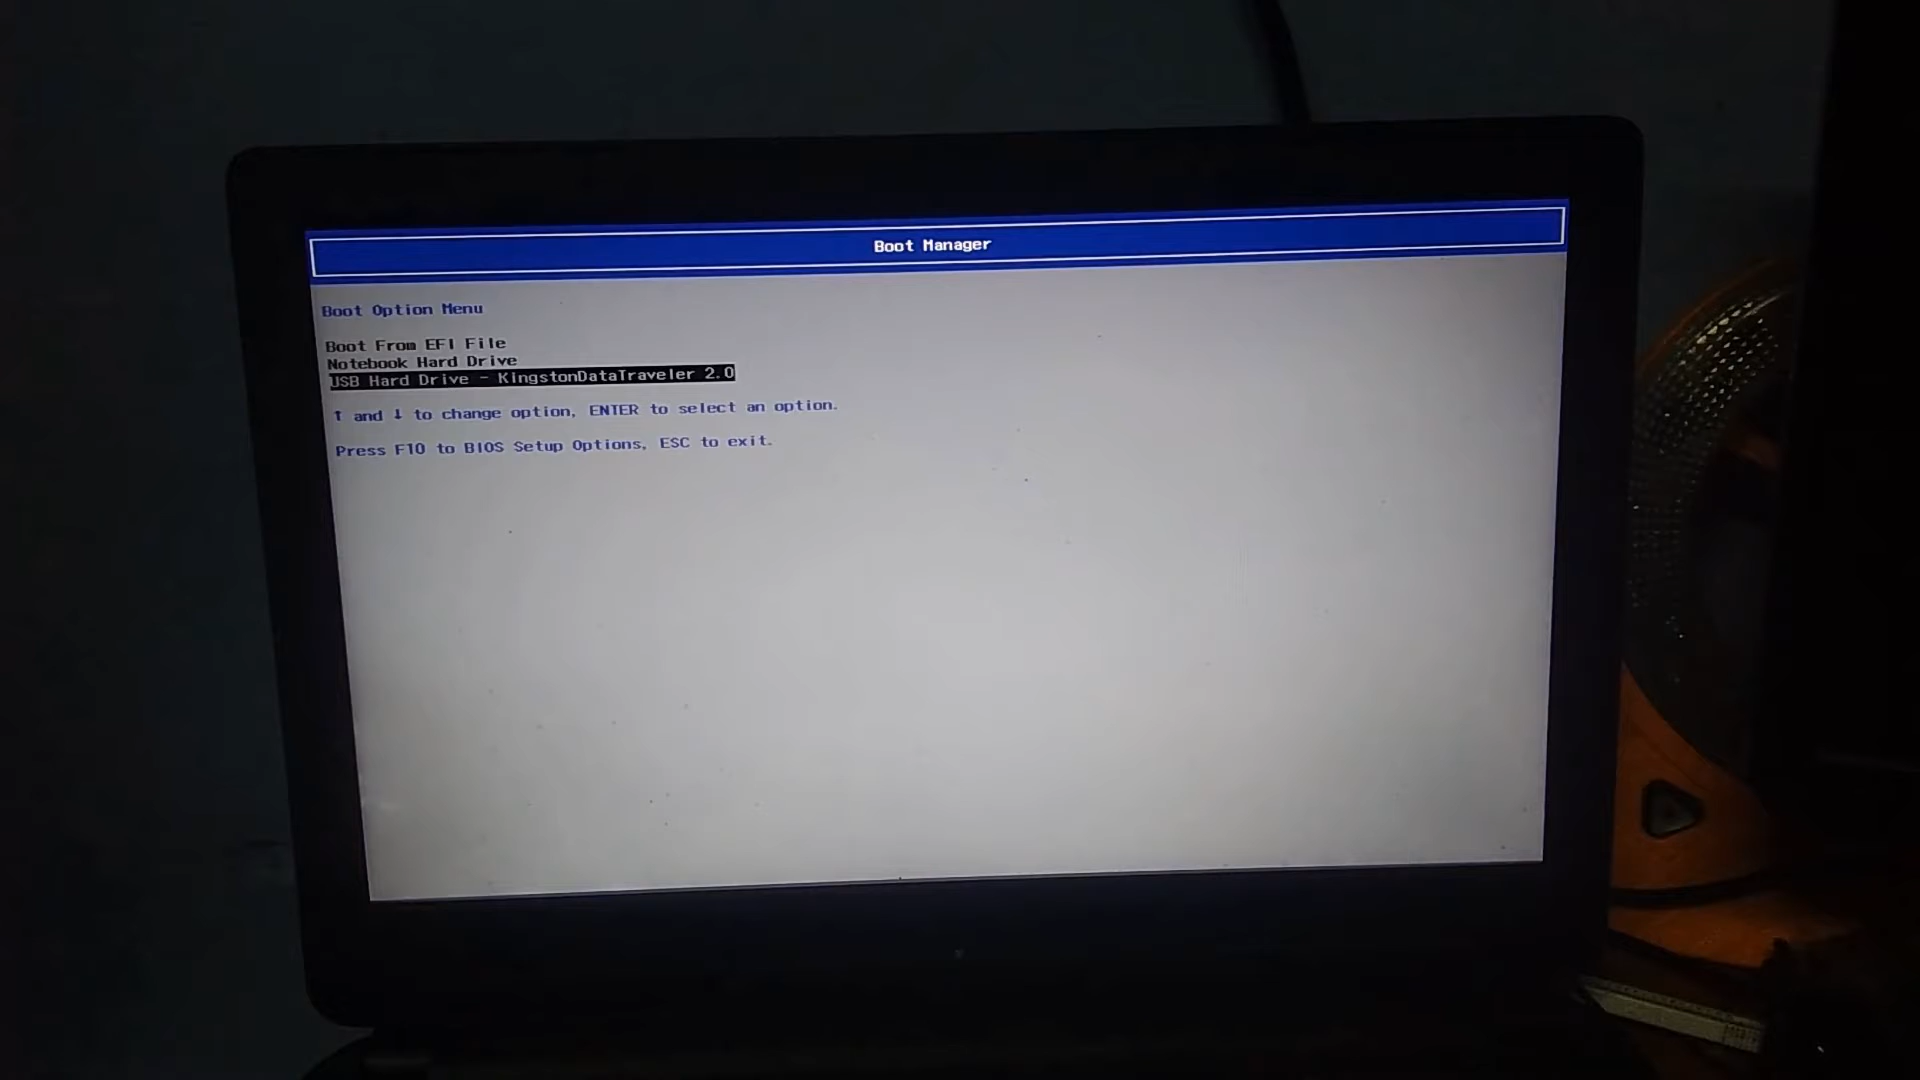 Boot Manager
Boot Option Menu
Boot From EFI File
Notebook Hard Drive
USB Hard Drive - KingstonDataTraveler 2.0
↑ and ↓ to change option, ENTER to select an option.
Press F10 to BIOS Setup Options, ESC to exit.